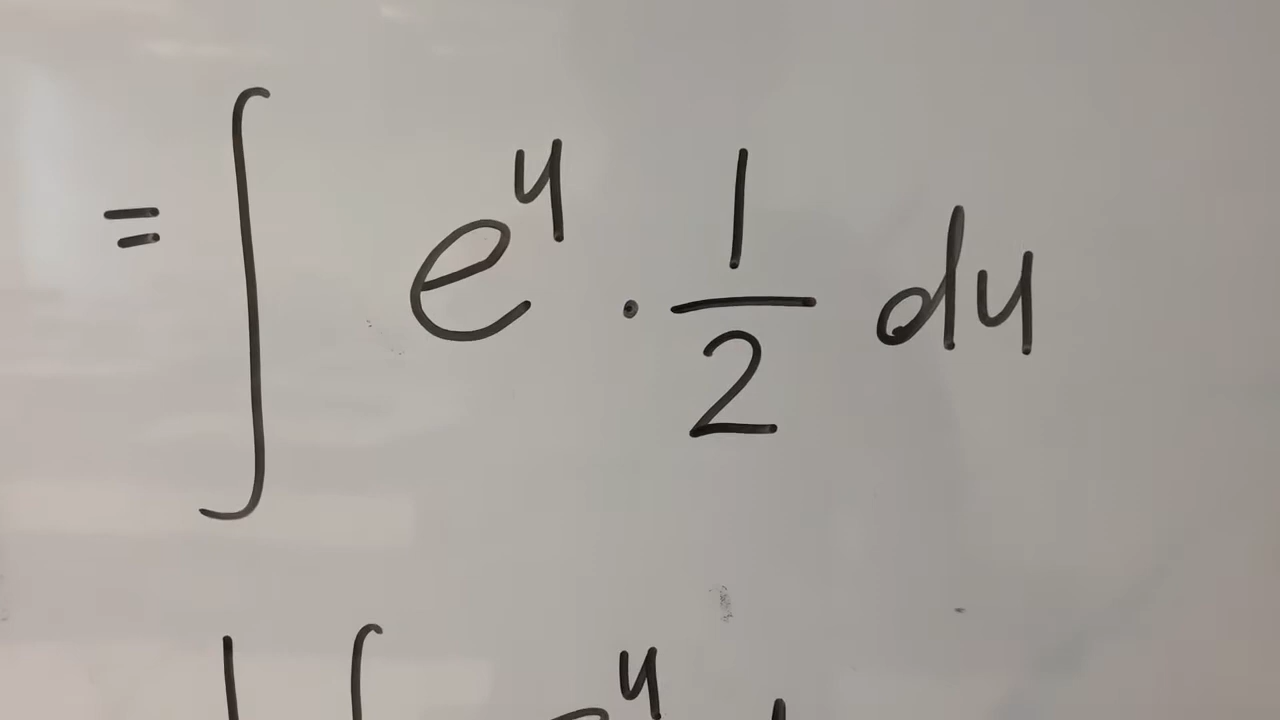 = ∫ e^u · 1/2 du
∫ e^u